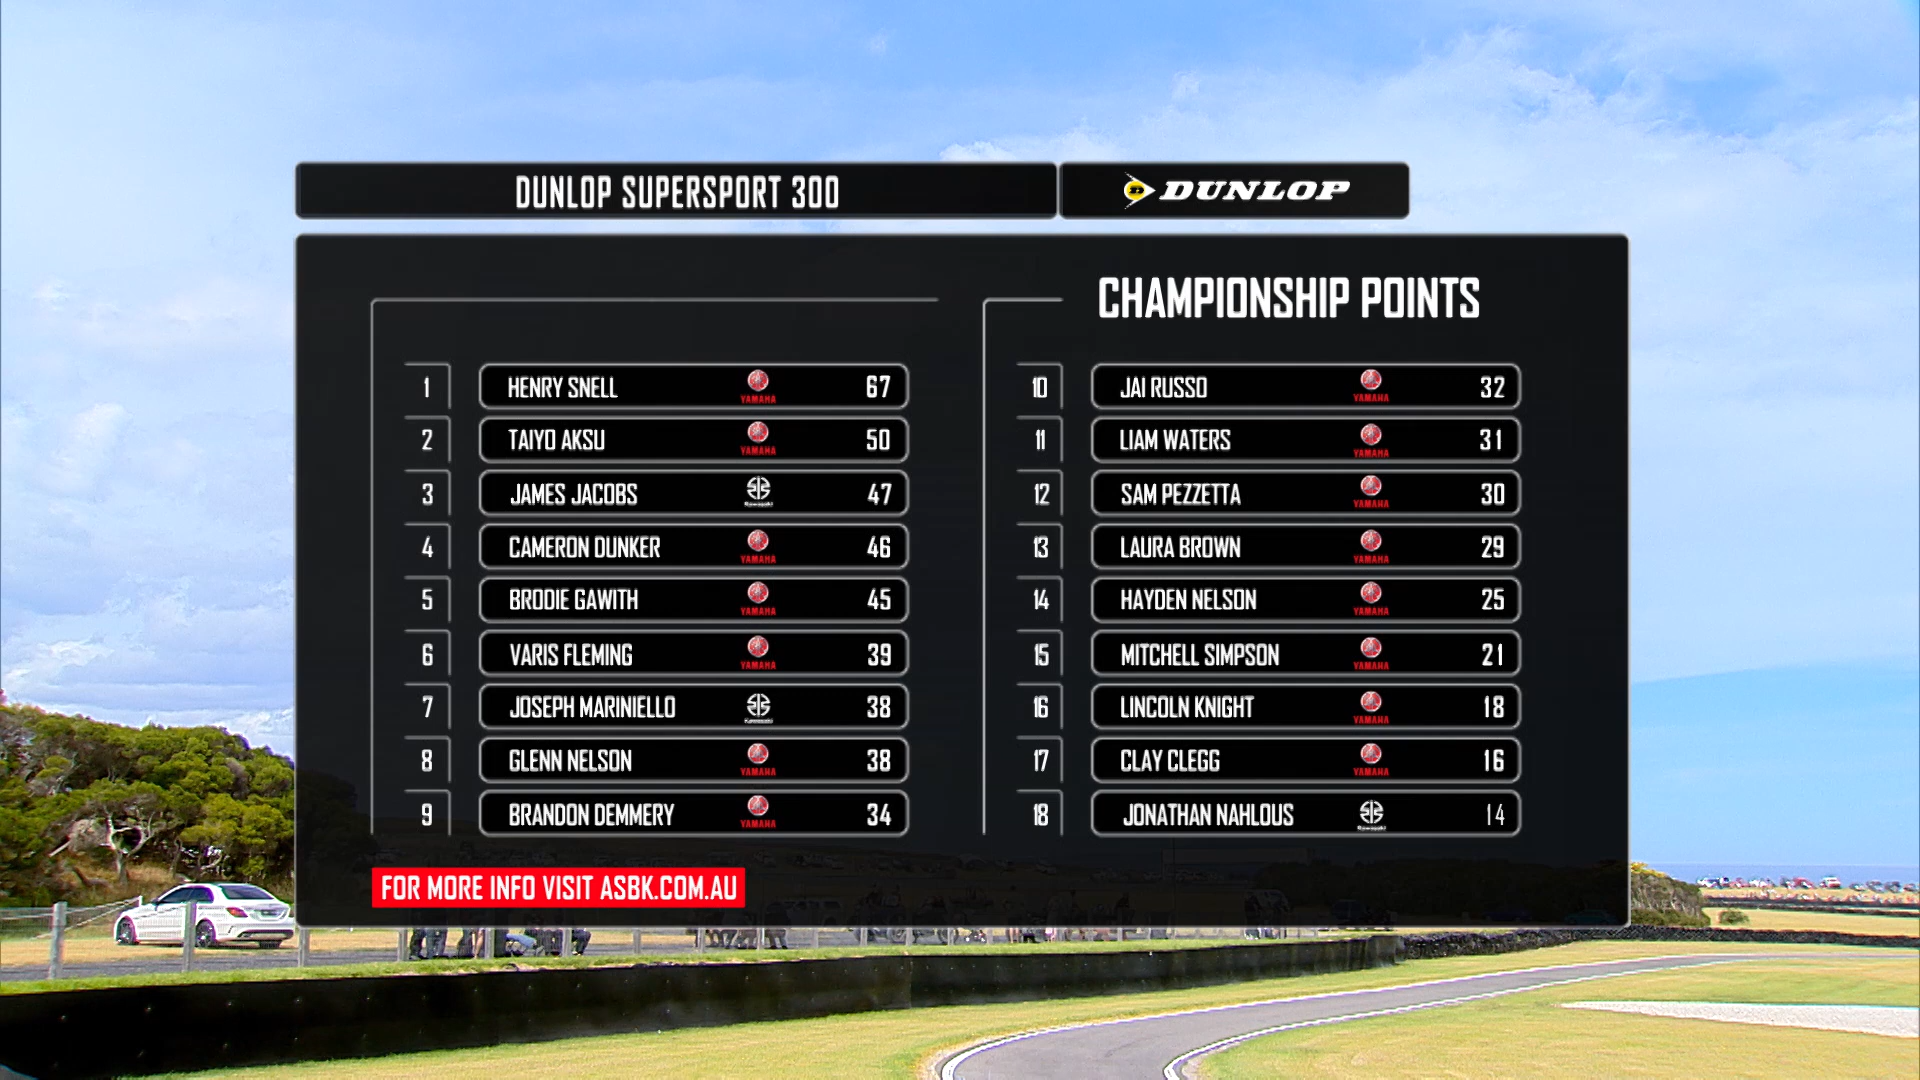 DUNLOP SUPERSPORT 300
DUNLOP
CHAMPIONSHIP POINTS
1 HENRY SNELL YAMAHA 67
2 TAIYO AKSU YAMAHA 50
3 JAMES JACOBS Kawasaki 47
4 CAMERON DUNKER YAMAHA 46
5 BRODIE GAWITH YAMAHA 45
6 VARIS FLEMING YAMAHA 39
7 JOSEPH MARINIELLO Kawasaki 38
8 GLENN NELSON YAMAHA 38
9 BRANDON DEMMERY YAMAHA 34
10 JAI RUSSO YAMAHA 32
11 LIAM WATERS YAMAHA 31
12 SAM PEZZETTA YAMAHA 30
13 LAURA BROWN YAMAHA 29
14 HAYDEN NELSON YAMAHA 25
15 MITCHELL SIMPSON YAMAHA 21
16 LINCOLN KNIGHT YAMAHA 18
17 CLAY CLEGG YAMAHA 16
18 JONATHAN NAHLOUS Kawasaki 14
FOR MORE INFO VISIT ASBK.COM.AU